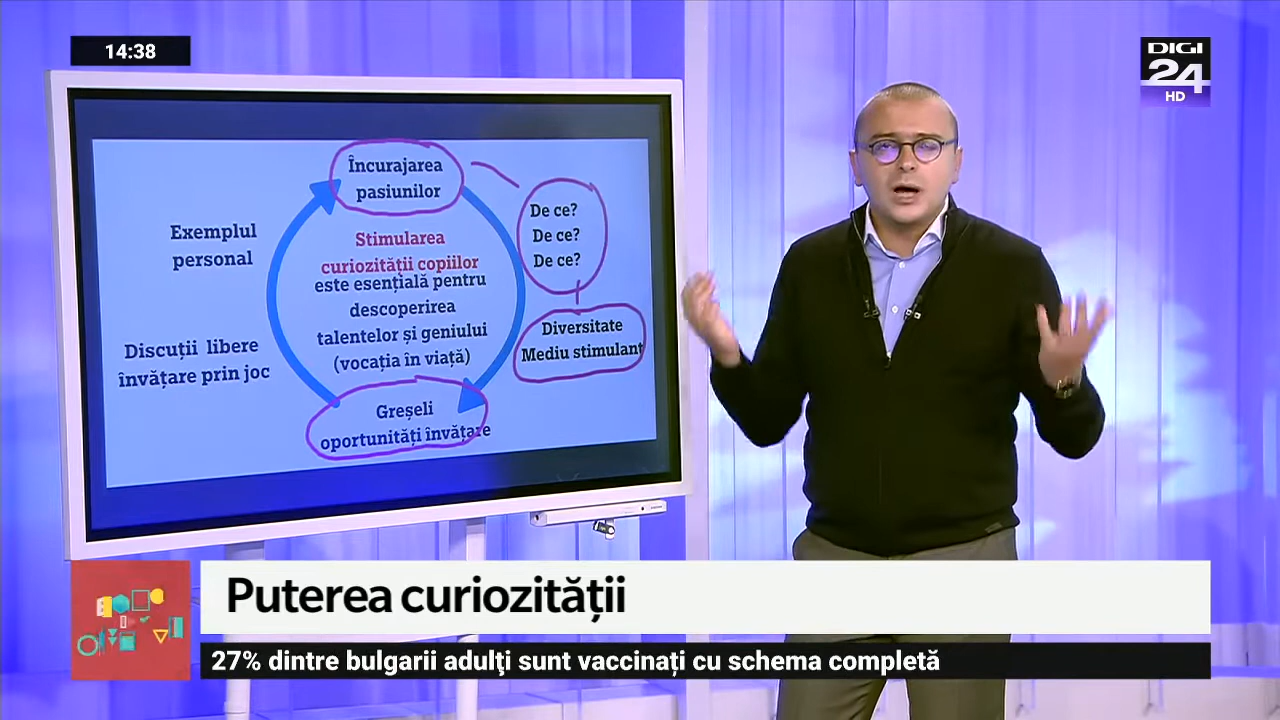 14:38
DIGI
24
HD
Încurajarea
pasiunilor
Exemplul
personal
De ce?
De ce?
De ce?
Stimularea
curiozității copiilor
este esențială pentru
descoperirea
talentelor și geniului
(vocația în viață)
Diversitate
Mediu stimulant
Discuții libere
învățare prin joc
Greșeli
oportunități învățare
Puterea curiozității
27% dintre bulgarii adulți sunt vaccinați cu schema completă